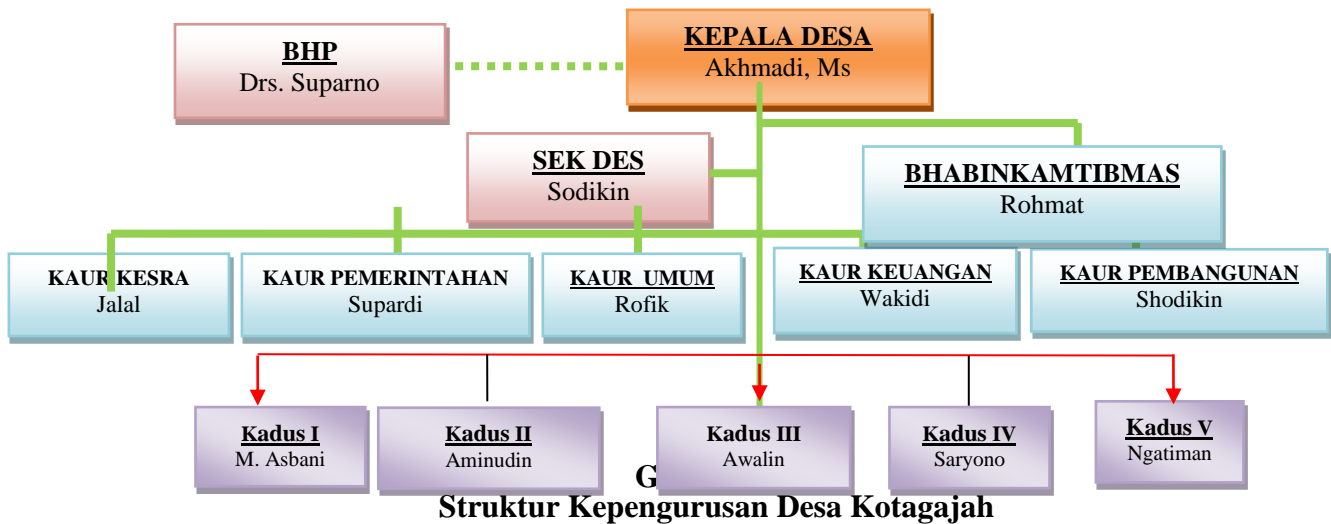 BHP
Drs. Suparno
KEPALA DESA
Akhmadi, Ms
SEK DES
Sodikin
BHABINKAMTIBMAS
Rohmat
KAUR KESRA
Jalal
KAUR PEMERINTAHAN
Supardi
KAUR UMUM
Rofik
KAUR KEUANGAN
Wakidi
KAUR PEMBANGUNAN
Shodikin
Kadus I
M. Asbani
Kadus II
Aminudin
Kadus III
Awalin
Kadus IV
Saryono
Kadus V
Ngatiman
Struktur Kepengurusan Desa Kotagajah